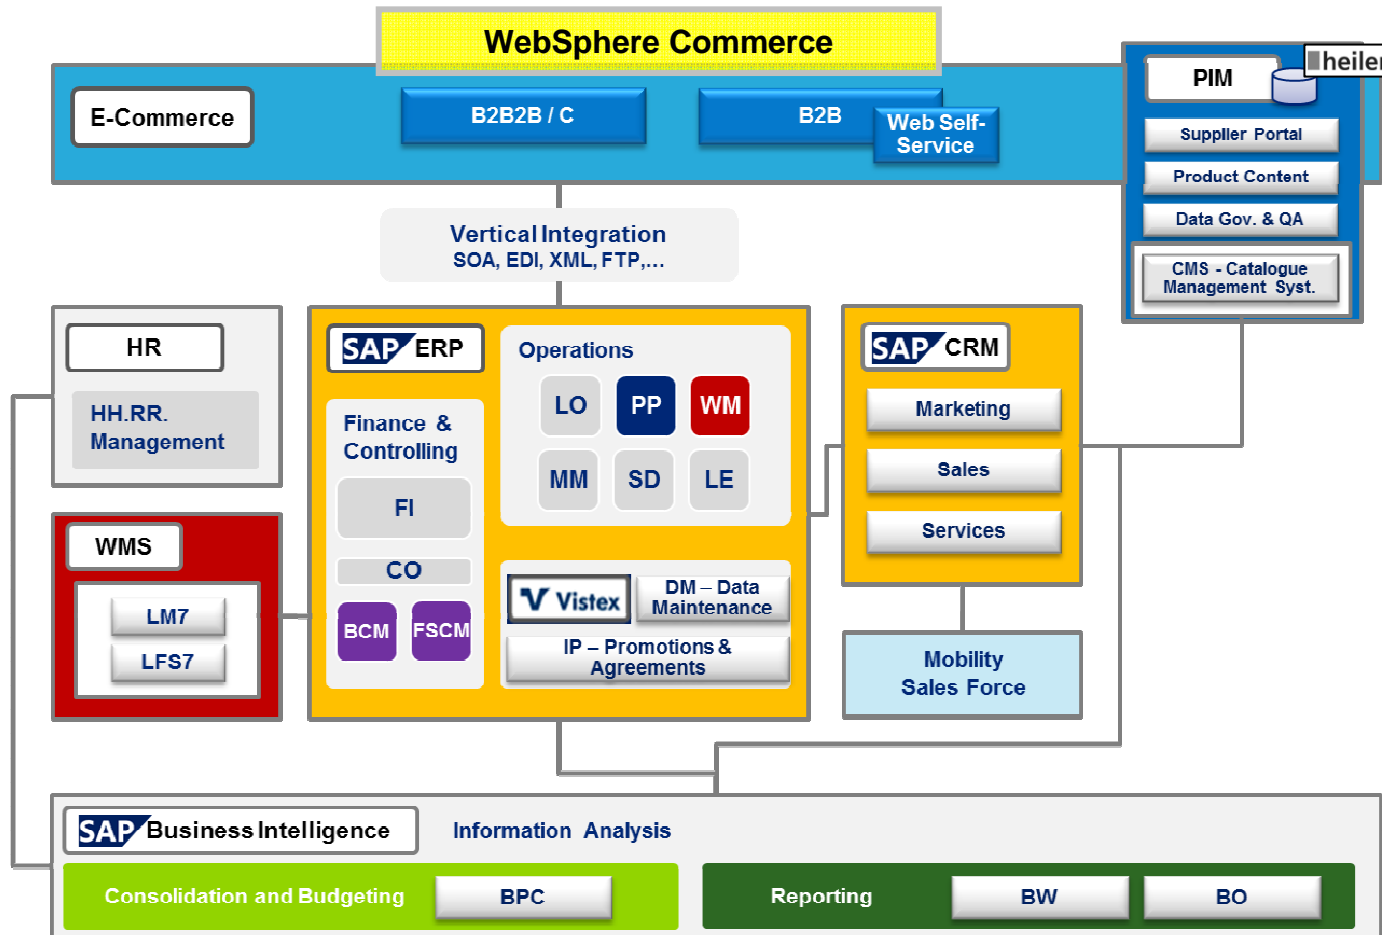 WebSphere Commerce
E-Commerce
B2B2B / C
B2B
Web Self-
Service
heiler
PIM
Supplier Portal
Product Content
Data Gov. & QA
CMS - Catalogue
Management Syst.
Vertical Integration
SOA, EDI, XML, FTP,...
HR
HH.RR.
Management
WMS
LM7
LFS7
SAP ERP
Finance &
Controlling
FI
CO
BCM
FSCM
Operations
LO
PP
WM
MM
SD
LE
Vistex
DM – Data
Maintenance
IP – Promotions &
Agreements
SAP CRM
Marketing
Sales
Services
Mobility
Sales Force
SAP Business Intelligence
Information Analysis
Consolidation and Budgeting
BPC
Reporting
BW
BO